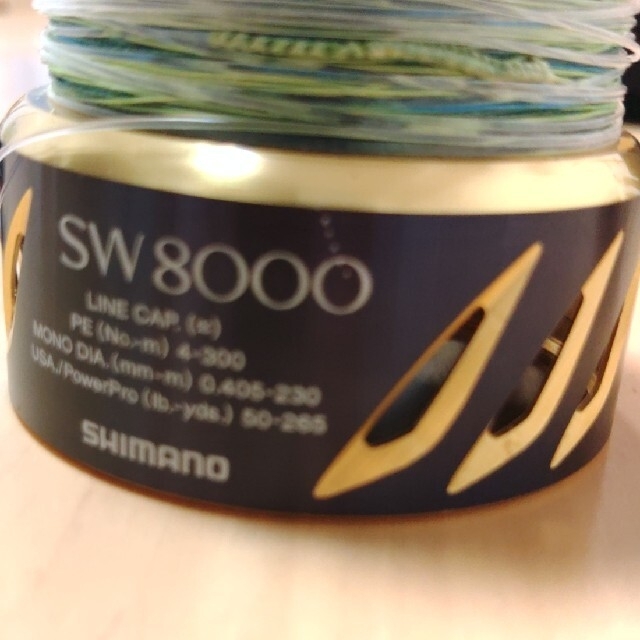 SW8000
LINE CAP. (m)
PE (No.-m) 4-300
MONO DIA. (mm-m) 0.405-230
USA./PowerPro (lb.-yds.) 50-265
SHIMANO